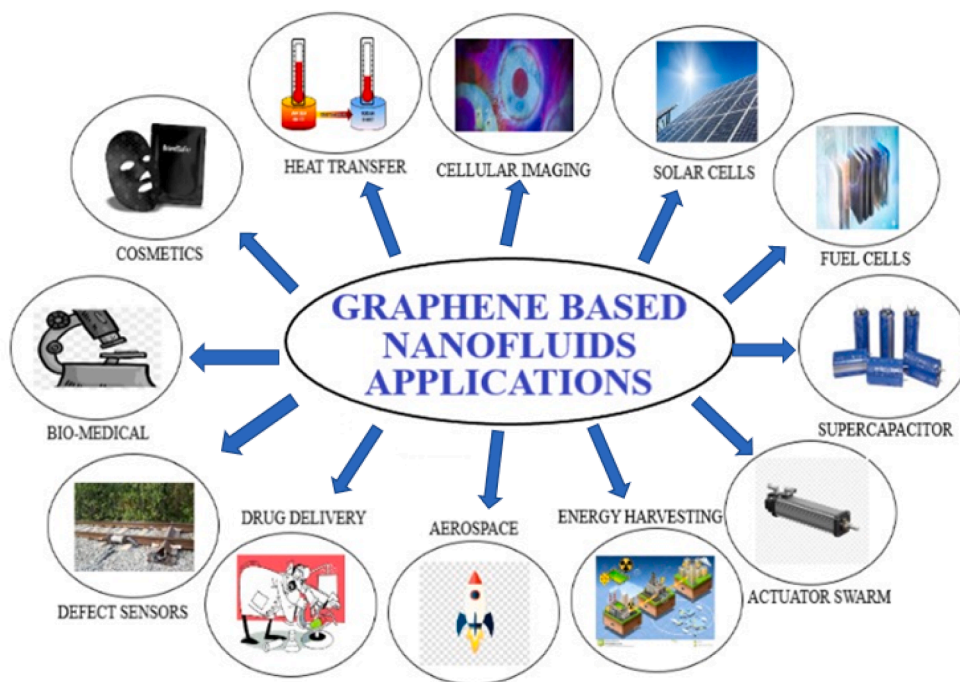 HEAT TRANSFER
CELLULAR IMAGING
SOLAR CELLS
COSMETICS
FUEL CELLS
GRAPHENE BASED
NANOFLUIDS
APPLICATIONS
BIO-MEDICAL
SUPERCAPACITOR
DRUG DELIVERY
AEROSPACE
ENERGY HARVESTING
DEFECT SENSORS
ACTUATOR SWARM